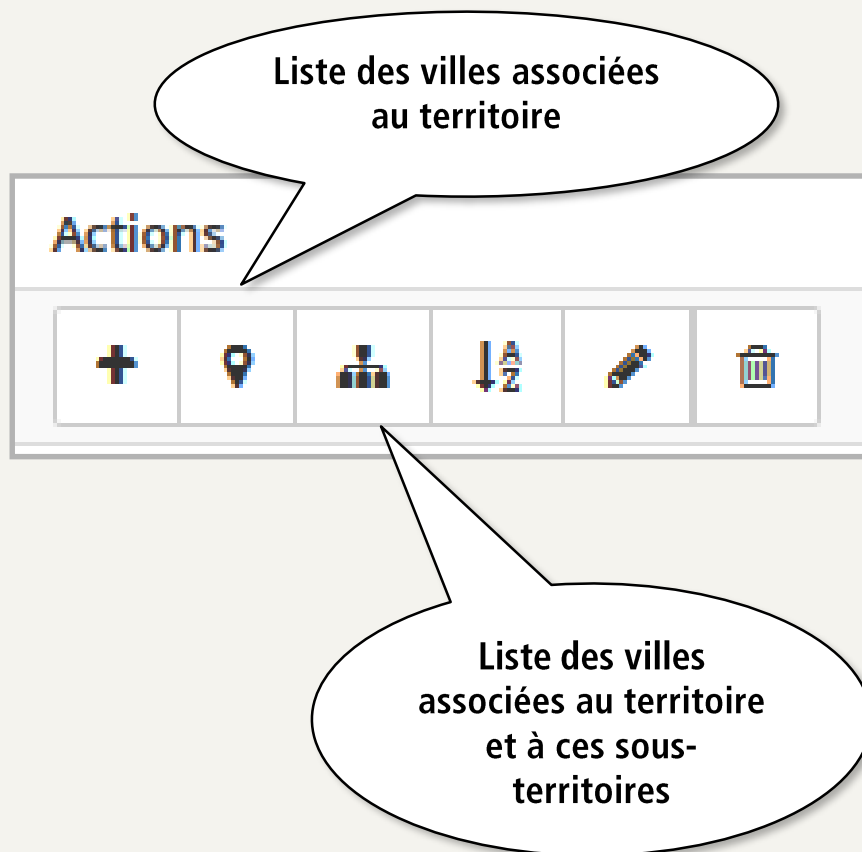 Liste des villes associées
au territoire
Actions
Liste des villes
associées au territoire
et à ces sous-
territoires